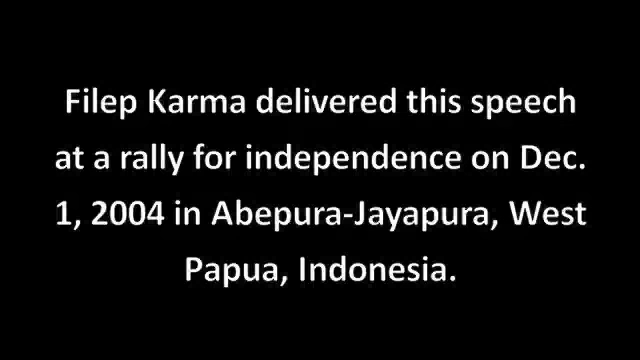 Filep Karma delivered this speech
at a rally for independence on Dec.
1, 2004 in Abepura-Jayapura, West
Papua, Indonesia.